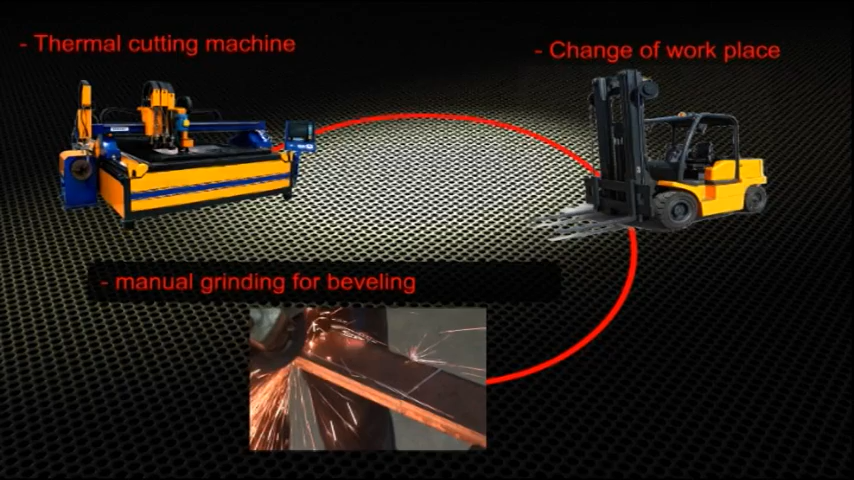 - Thermal cutting machine
- Change of work place
- manual grinding for beveling